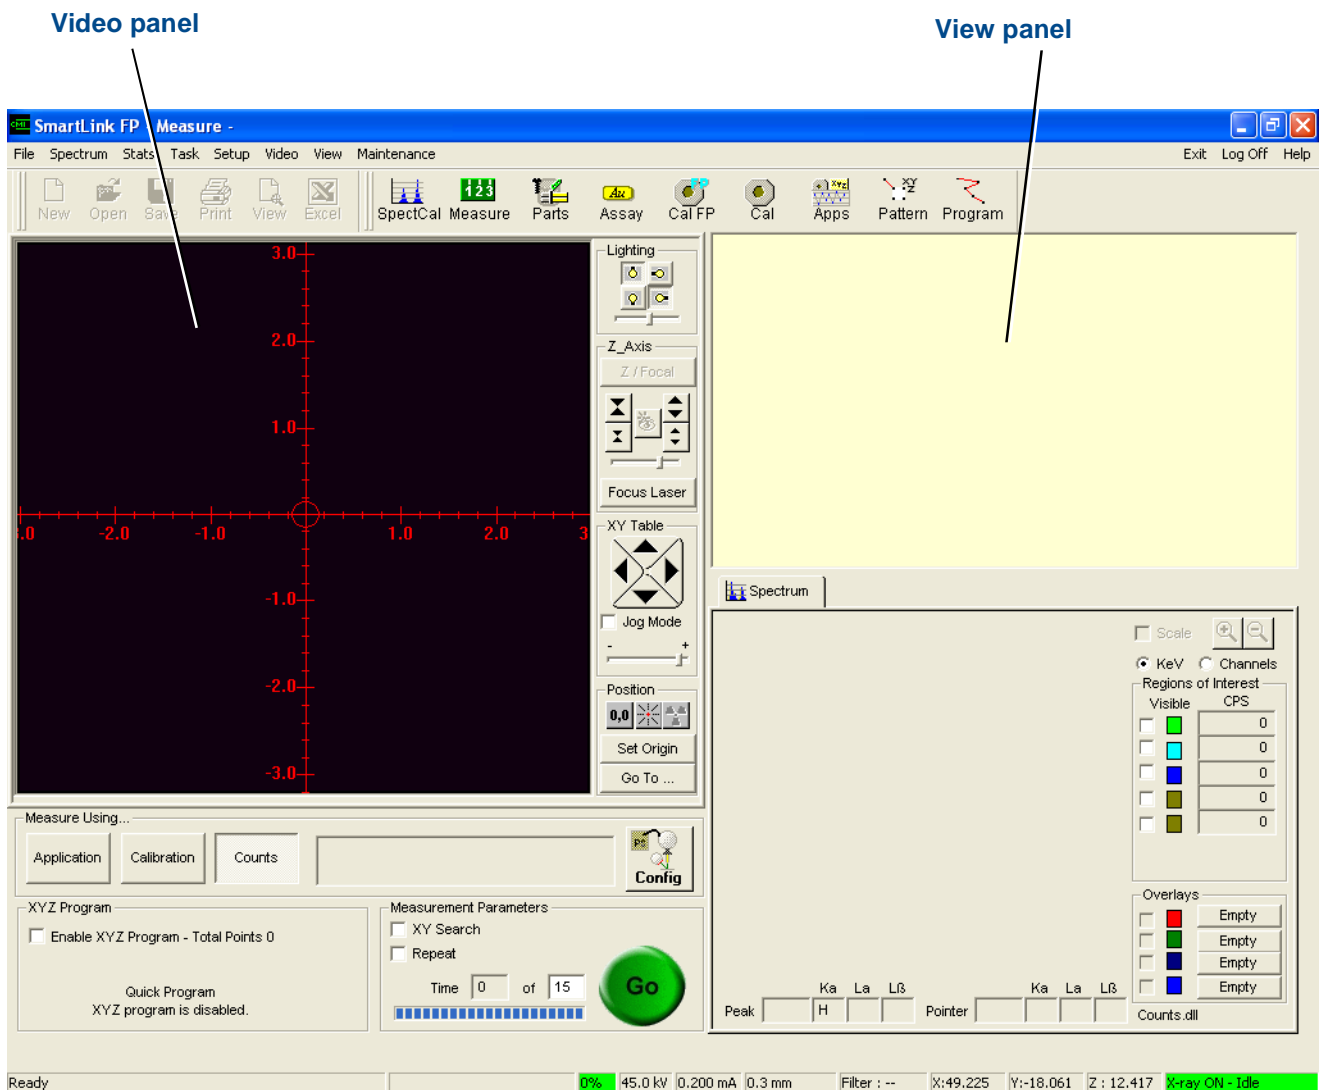 Video panel
View panel
CMI SmartLink FP - Measure -
File Spectrum Stats Task Setup Video View Maintenance Exit Log Off Help
New Open Save Print View Excel SpectCal Measure Parts Assay Cal FP Cal Apps Pattern Program
Lighting
3.0
2.0
1.0
-2.0 -1.0 1.0 2.0 3
-1.0
-2.0
-3.0
Z_Axis
Z / Focal
Focus Laser
XY Table
Jog Mode
- +
Position
0,0
Set Origin
Go To ...
Spectrum
Scale
KeV Channels
Regions of Interest
Visible CPS
0
0
0
0
0
Overlays
Empty
Empty
Empty
Empty
Ka La Lß Ka La Lß
Peak H Pointer
Counts.dll
Measure Using...
Application Calibration Counts
Config
XYZ Program
Enable XYZ Program - Total Points 0
Quick Program
XYZ program is disabled.
Measurement Parameters
XY Search
Repeat
Time 0 of 15
Go
Ready 0% 45.0 kV 0.200 mA 0.3 mm Filter : -- X:49.225 Y:-18.061 Z : 12.417 X-ray ON - Idle